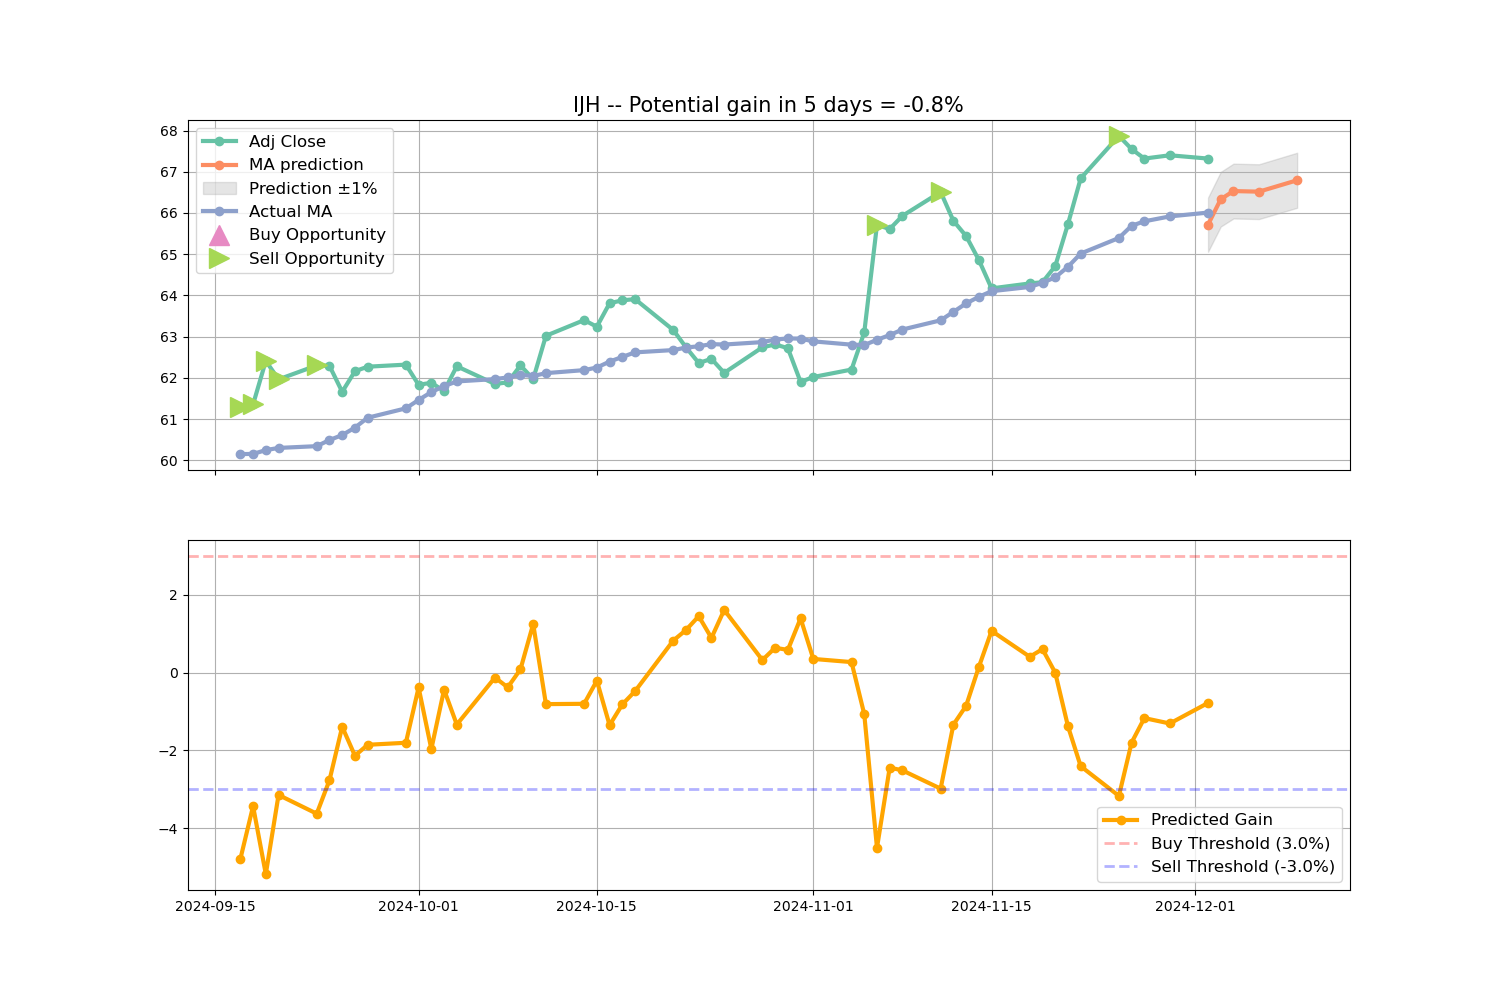 IJH -- Potential gain in 5 days = -0.8%
68
67
66
65
64
63
62
61
60
Adj Close
MA prediction
Prediction ±1%
Actual MA
Buy Opportunity
Sell Opportunity
2
0
−2
−4
Predicted Gain
Buy Threshold (3.0%)
Sell Threshold (-3.0%)
2024-09-15
2024-10-01
2024-10-15
2024-11-01
2024-11-15
2024-12-01